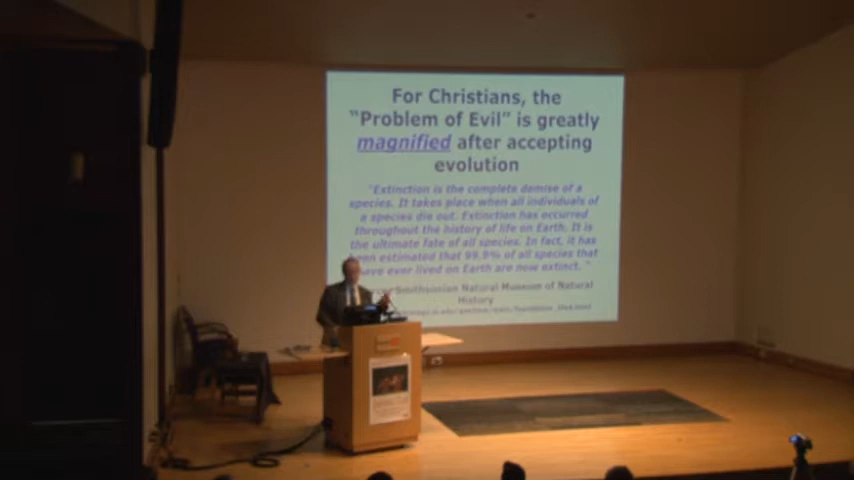 For Christians, the
"Problem of Evil" is greatly
magnified after accepting
evolution
"Extinction is the complete demise of a
species. It takes place when all individuals of
a species die out. Extinction has occurred
throughout the history of life on Earth. It is
the ultimate fate of all species. In fact, it has
been estimated that 99.9% of all species that
have ever lived on Earth are now extinct. "
Smithsonian Natural Museum of Natural
History